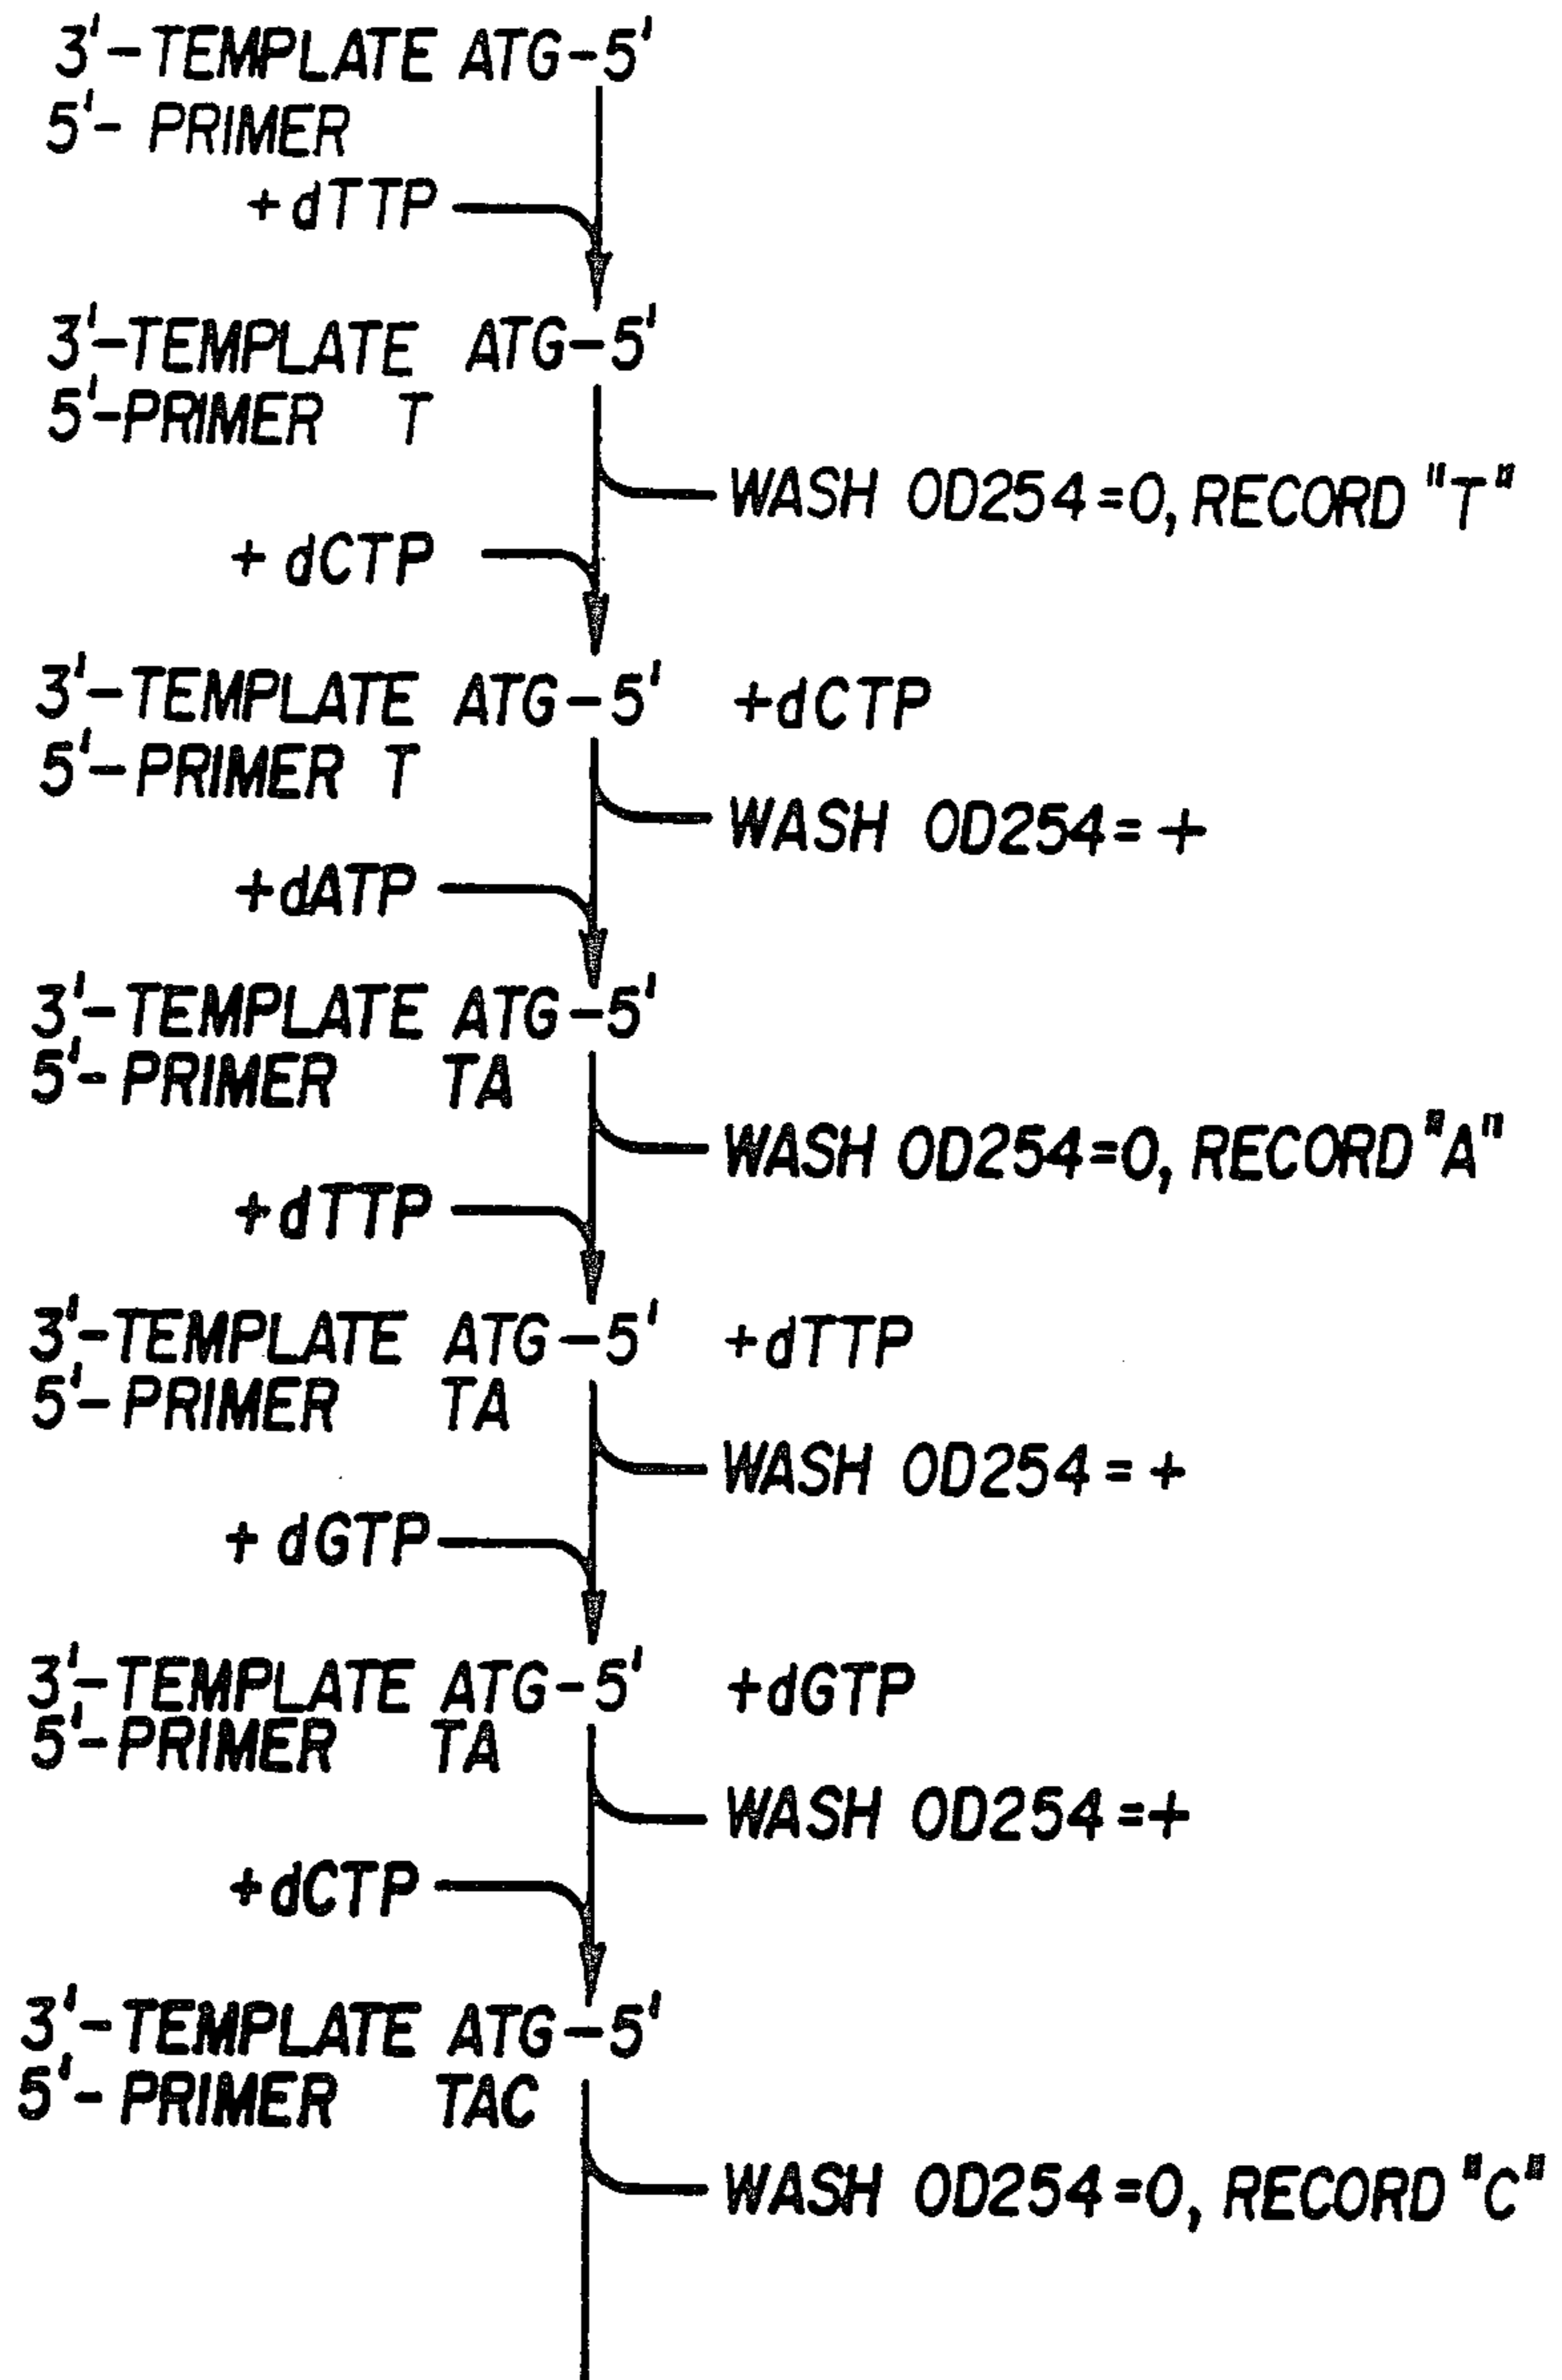 3'-TEMPLATE ATG-5'
5'- PRIMER
+dTTP
3'-TEMPLATE ATG-5'
5'-PRIMER T
WASH OD254=0, RECORD "T"
+ dCTP
3'-TEMPLATE ATG-5' +dCTP
5'-PRIMER T
WASH OD254=+
+dATP
3'-TEMPLATE ATG-5'
5'-PRIMER TA
WASH OD254=0, RECORD "A"
+dTTP
3'-TEMPLATE ATG-5' +dTTP
5'-PRIMER TA
WASH OD254=+
+ dGTP
3'-TEMPLATE ATG-5' +dGTP
5'-PRIMER TA
WASH OD254=+
+dCTP
3'-TEMPLATE ATG-5'
5'-PRIMER TAC
WASH OD254=0, RECORD "C"